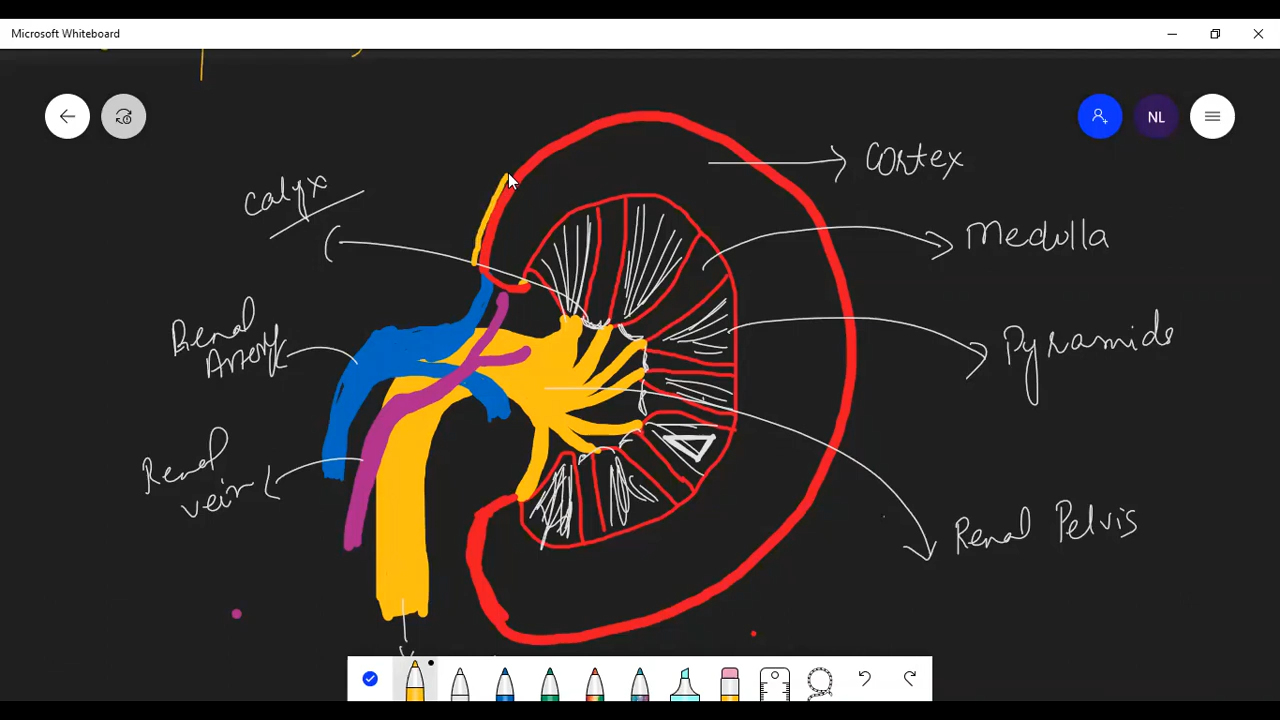 Microsoft Whiteboard
NL
Cortex
Calyx
Medulla
Renal
Artery
Pyramids
Renal
vein
Renal Pelvis